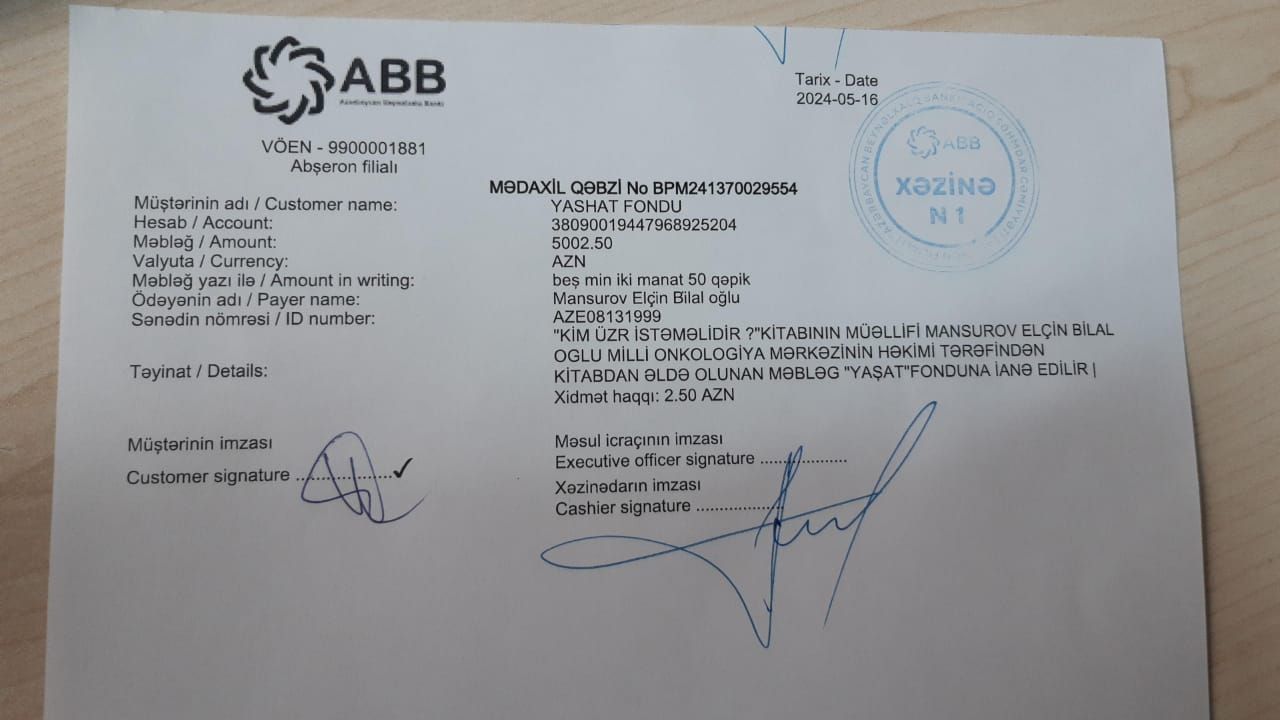 ABB
Azərbaycan Beynəlxalq Bankı
Tarix - Date
2024-05-16
VÖEN - 9900001881
Abşeron filialı
ABB
XƏZİNƏ
N 1
MƏDAXİL QƏBZİ No BPM241370029554
Müştərinin adı / Customer name: YASHAT FONDU
Hesab / Account: 38090019447968925204
Məbləğ / Amount: 5002.50
Valyuta / Currency: AZN
Məbləğ yazı ilə / Amount in writing: beş min iki manat 50 qəpik
Ödəyənin adı / Payer name: Mansurov Elçin Bilal oğlu
Sənədin nömrəsi / ID number: AZE08131999
"KİM ÜZR İSTƏMƏLİDİR ?"KİTABININ MÜƏLLİFİ MANSUROV ELÇİN BİLAL
OGLU MİLLİ ONKOLOGİYA MƏRKƏZİNİN HƏKİMİ TƏRƏFİNDƏN
Təyinat / Details: KİTABDAN ƏLDƏ OLUNAN MƏBLƏG "YAŞAT"FONDUNA İANƏ EDİLİR |
Xidmət haqqı: 2.50 AZN
Müştərinin imzası
Customer signature ....................✓
Məsul icraçının imzası
Executive officer signature ..................
Xəzinədarın imzası
Cashier signature ..................